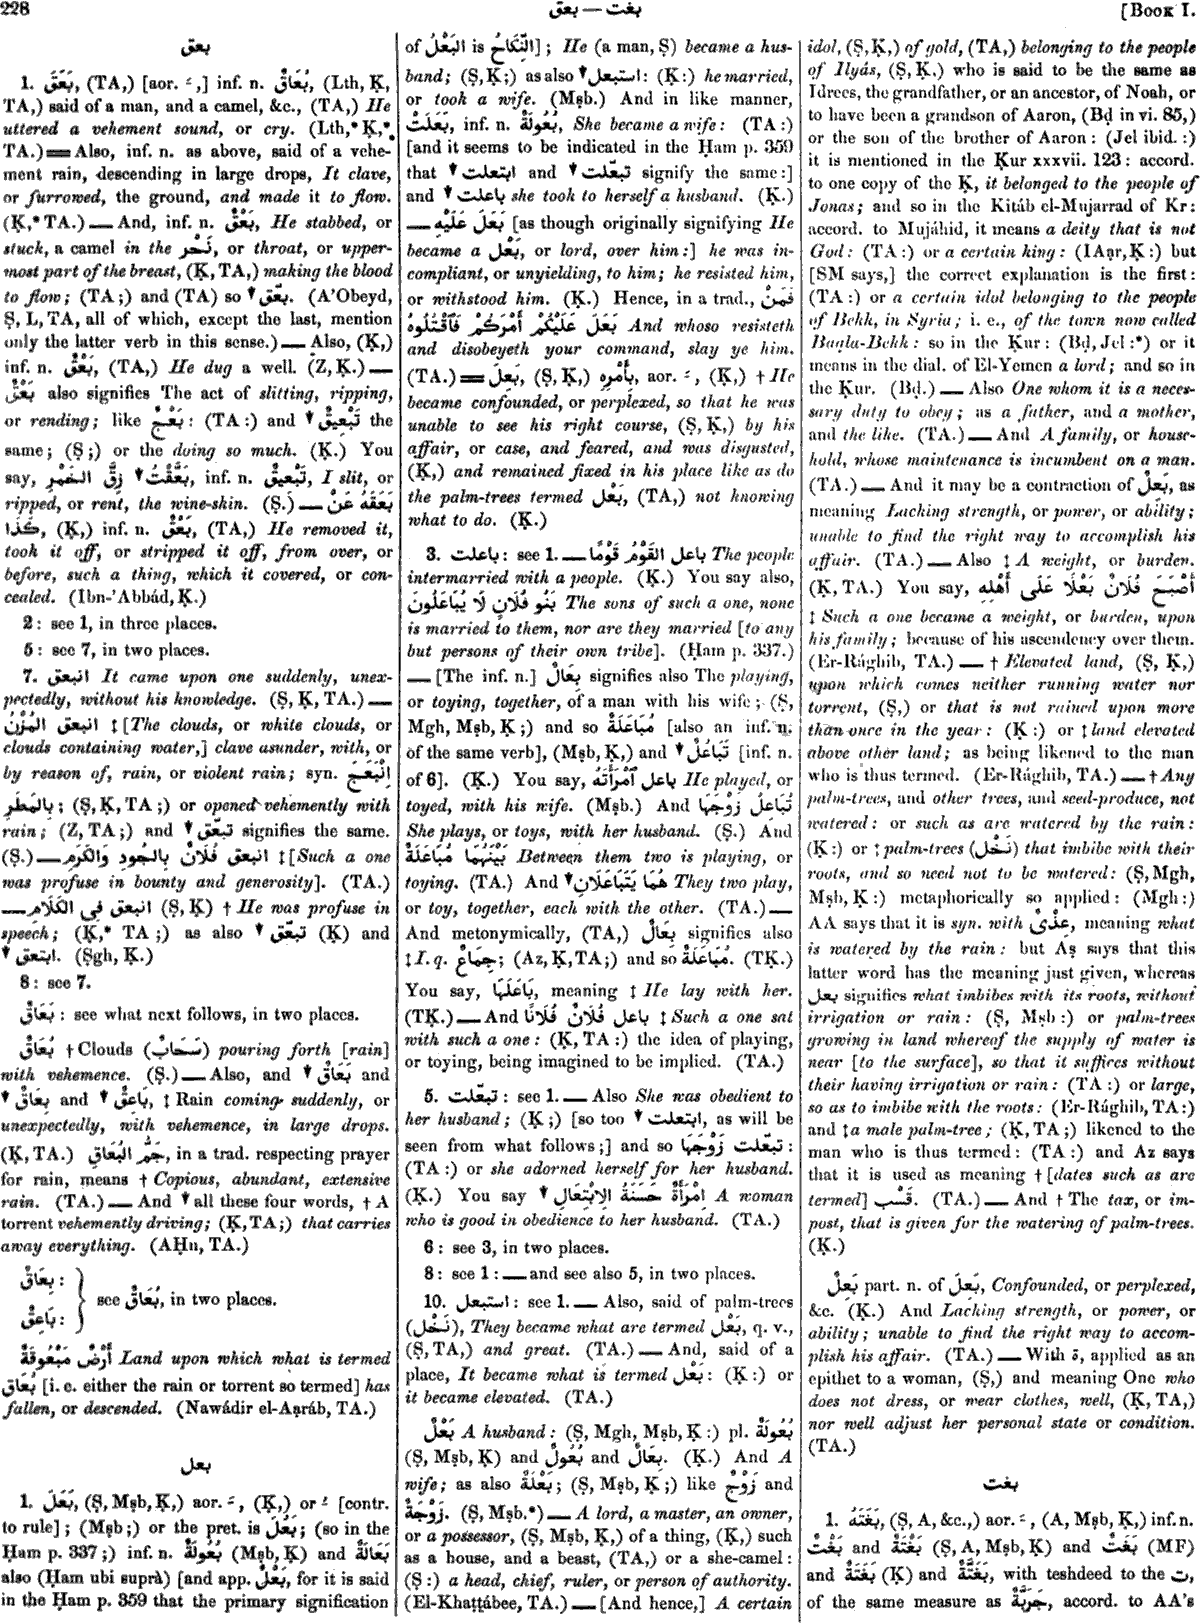 228
بغت — بعق
[BOOK I.
بعق
1. بَعَقَ, (TA,) [aor. ـَ,] inf. n. بُعَاقٌ, (Lth, Ḳ,
TA,) said of a man, and a camel, &c., (TA,) He
uttered a vehement sound, or cry. (Lth,* Ḳ,*
TA.) ══ Also, inf. n. as above, said of a vehe-
ment rain, descending in large drops, It clave,
or furrowed, the ground, and made it to flow.
(Ḳ,* TA.) — And, inf. n. بَعْقٌ, He stabbed, or
stuck, a camel in the نَحْر, or throat, or upper-
most part of the breast, (Ḳ, TA,) making the blood
to flow; (TA;) and (TA) so ▼ بعّق. (A'Obeyd,
Ṣ, L, TA, all of which, except the last, mention
only the latter verb in this sense.) — Also, (Ḳ,)
inf. n. بَعْقٌ, (TA,) He dug a well. (Z, Ḳ.) —
بَعْقٌ also signifies The act of slitting, ripping,
or rending; like بَعْجٌ: (TA:) and ▼ تَبْعِيقٌ the
same; (Ṣ;) or the doing so much. (Ḳ.) You
say, بَعَّقْتُ ▼ زِقَّ الخَمْرِ, inf. n. تَبْعِيقٌ, I slit, or
ripped, or rent, the wine-skin. (Ṣ.) — بَعَقَهُ عَنْ
كَذَا, (Ḳ,) inf. n. بَعْقٌ, (TA,) He removed it,
took it off, or stripped it off, from over, or
before, such a thing, which it covered, or con-
cealed. (Ibn-'Abbád, Ḳ.)
2: see 1, in three places.
5: see 7, in two places.
7. انبعق It came upon one suddenly, unex-
pectedly, without his knowledge. (Ṣ, Ḳ, TA.) —
انبعق المُزْنُ ‡ [The clouds, or white clouds, or
clouds containing water,] clave asunder, with, or
by reason of, rain, or violent rain; syn. اِنْبَعَجَ
بِالمَطَرِ; (Ṣ, Ḳ, TA;) or opened vehemently with
rain; (Z, TA;) and ▼ تبعّق signifies the same.
(Ṣ.) — انبعق فُلَانٌ بِالجُودِ وَالكَرَمِ ‡ [Such a one
was profuse in bounty and generosity]. (TA.)
— انبعق فِى الكَلَامِ (Ṣ, Ḳ) † He was profuse in
speech; (Ḳ,* TA;) as also ▼ تبعّق (Ḳ) and
▼ ابتعق. (Ṣgh, Ḳ.)
8: see 7.
بَعَاقٌ: see what next follows, in two places.
بُعَاقٌ † Clouds (سَحَابٌ) pouring forth [rain]
with vehemence. (Ṣ.) — Also, and ▼ بَعَاقٌ and
▼ بِعَاقٌ and ▼ بَاعِقٌ, ‡ Rain coming suddenly, or
unexpectedly, with vehemence, in large drops.
(Ḳ, TA.) جَمُّ البُعَاقِ, in a trad. respecting prayer
for rain, means † Copious, abundant, extensive
rain. (TA.) — And ▼ all these four words, † A
torrent vehemently driving; (Ḳ, TA;) that carries
away everything. (AḤn, TA.)
بِعَاقٌ: }
see بُعَاقٌ, in two places.
بَاعِقٌ: }
أَرْضٌ مَبْعُوقَةٌ Land upon which what is termed
بُعَاق [i. e. either the rain or torrent so termed] has
fallen, or descended. (Nawádir el-Aạráb, TA.)
بعل
1. بَعَلَ, (Ṣ, Mṣb, Ḳ,) aor. ـَ, (Ḳ,) or ـُ [contr.
to rule]; (Mṣb;) or the pret. is بَعُلَ; (so in the
Ḥam p. 337;) inf. n. بُعُولَةٌ (Mṣb, Ḳ) and بَعَالَةٌ
also (Ḥam ubi suprà) [and app. بَعْلٌ, for it is said
in the Ḥam p. 359 that the primary signification
of البَعْلُ is النِّكَاحُ]; He (a man, Ṣ) became a hus-
band; (Ṣ, Ḳ;) as also ▼ استبعل: (Ḳ:) he married,
or took a wife. (Mṣb.) And in like manner,
بَعَلَتْ, inf. n. بُعُولَةٌ, She became a wife: (TA:)
[and it seems to be indicated in the Ḥam p. 359
that ▼ ابتعلت and ▼ تبعّلت signify the same:]
and ▼ باعلت she took to herself a husband. (Ḳ.)
— بَعَلَ عَلَيْهِ [as though originally signifying He
became a بَعْل, or lord, over him:] he was in-
compliant, or unyielding, to him; he resisted him,
or withstood him. (Ḳ.) Hence, in a trad., فَمَنْ
بَعَلَ عَلَيْكُمْ أَمْرَكُمْ فَاقْتُلُوهُ And whoso resisteth
and disobeyeth your command, slay ye him.
(TA.) ══ بَعِلَ, (Ṣ, Ḳ,) بِأَمْرِهِ, aor. ـَ, (Ḳ,) † He
became confounded, or perplexed, so that he was
unable to see his right course, (Ṣ, Ḳ,) by his
affair, or case, and feared, and was disgusted,
(Ḳ,) and remained fixed in his place like as do
the palm-trees termed بَعْل, (TA,) not knowing
what to do. (Ḳ.)
3. باعلت: see 1. — باعل القَوْمُ قَوْمًا The people
intermarried with a people. (Ḳ.) You say also,
بَنُو فُلَانٍ لَا يُبَاعَلُونَ The sons of such a one, none
is married to them, nor are they married [to any
but persons of their own tribe]. (Ḥam p. 337.)
— [The inf. n.] بِعَالٌ signifies also The playing,
or toying, together, of a man with his wife; (Ṣ,
Mgh, Mṣb, Ḳ;) and so مُبَاعَلَةٌ [also an inf. n.
of the same verb], (Mṣb, Ḳ,) and ▼ تَبَاعُلٌ [inf. n.
of 6]. (Ḳ.) You say, باعل ٱمْرَأَتَهُ He played, or
toyed, with his wife. (Mṣb.) And تُبَاعِلُ زَوْجَهَا
She plays, or toys, with her husband. (Ṣ.) And
بَيْنَهُمَا مُبَاعَلَةٌ Between them two is playing, or
toying. (TA.) And ▼ هُمَا يَتَبَاعَلَانِ They two play,
or toy, together, each with the other. (TA.) —
And metonymically, (TA,) بِعَالٌ signifies also
‡ I. q. جِمَاعٌ; (Az, Ḳ, TA;) and so مُبَاعَلَةٌ. (TḲ.)
You say, بَاعَلَهَا, meaning ‡ He lay with her.
(TḲ.) — And باعل فُلَانٌ فُلَانًا ‡ Such a one sat
with such a one: (Ḳ, TA:) the idea of playing,
or toying, being imagined to be implied. (TA.)
5. تبعّلت: see 1. — Also She was obedient to
her husband; (Ḳ;) [so too ▼ ابتعلت, as will be
seen from what follows;] and so تبعّلت زَوْجَهَا:
(TA:) or she adorned herself for her husband.
(Ḳ.) You say ▼ امْرَأَةٌ حَسَنَةُ الاِبْتِعَالِ A woman
who is good in obedience to her husband. (TA.)
6: see 3, in two places.
8: see 1: — and see also 5, in two places.
10. استبعل: see 1. — Also, said of palm-trees
(نَخْل), They became what are termed بَعْل, q. v.,
(Ṣ, TA,) and great. (TA.) — And, said of a
place, It became what is termed بَعْل: (Ḳ:) or
it became elevated. (TA.)
بَعْلٌ A husband: (Ṣ, Mgh, Mṣb, Ḳ:) pl. بُعُولَةٌ
(Ṣ, Mṣb, Ḳ) and بُعُولٌ and بِعَالٌ. (Ḳ.) And A
wife; as also بَعْلَةٌ; (Ṣ, Mṣb, Ḳ;) like زَوْجٌ and
زَوْجَةٌ. (Ṣ, Mṣb.*) — A lord, a master, an owner,
or a possessor, (Ṣ, Mṣb, Ḳ,) of a thing, (Ḳ,) such
as a house, and a beast, (TA,) or a she-camel:
(Ṣ:) a head, chief, ruler, or person of authority.
(El-Khaṭṭábee, TA.) — [And hence,] A certain
idol, (Ṣ, Ḳ,) of gold, (TA,) belonging to the people
of Ilyás, (Ṣ, Ḳ,) who is said to be the same as
Idrees, the grandfather, or an ancestor, of Noah, or
to have been a grandson of Aaron, (Bḍ in vi. 85,)
or the son of the brother of Aaron: (Jel ibid.:)
it is mentioned in the Ḳur xxxvii. 123: accord.
to one copy of the Ḳ, it belonged to the people of
Jonas; and so in the Kitáb el-Mujarrad of Kr:
accord. to Mujáhid, it means a deity that is not
God: (TA:) or a certain king: (IAạr, Ḳ:) but
[SM says,] the correct explanation is the first:
(TA:) or a certain idol belonging to the people
of Bekk, in Syria; i. e., of the town now called
Baala-Bekk: so in the Ḳur: (Bḍ, Jel:*) or it
means in the dial. of El-Yemen a lord; and so in
the Ḳur. (Bḍ.) — Also One whom it is a neces-
sary duty to obey; as a father, and a mother,
and the like. (TA.) — And A family, or house-
hold, whose maintenance is incumbent on a man.
(TA.) — And it may be a contraction of بَعِلٌ, as
meaning Lacking strength, or power, or ability;
unable to find the right way to accomplish his
affair. (TA.) — Also ‡ A weight, or burden.
(Ḳ, TA.) You say, أَصْبَحَ فُلَانٌ بَعْلًا عَلَى أَهْلِهِ
‡ Such a one became a weight, or burden, upon
his family; because of his ascendency over them.
(Er-Rághib, TA.) — † Elevated land, (Ṣ, Ḳ,)
upon which comes neither running water nor
torrent, (Ṣ,) or that is not rained upon more
than once in the year: (Ḳ:) or ‡ land elevated
above other land; as being likened to the man
who is thus termed. (Er-Rághib, TA.) — † Any
palm-trees, and other trees, and seed-produce, not
watered: or such as are watered by the rain:
(Ḳ:) or ‡ palm-trees (نَخْل) that imbibe with their
roots, and so need not to be watered: (Ṣ, Mgh,
Mṣb, Ḳ:) metaphorically so applied: (Mgh:)
AA says that it is syn. with عِذْىٌ, meaning what
is watered by the rain: but Aṣ says that this
latter word has the meaning just given, whereas
بعل signifies what imbibes with its roots, without
irrigation or rain: (Ṣ, Mṣb:) or palm-trees
growing in land whereof the supply of water is
near [to the surface], so that it suffices without
their having irrigation or rain: (TA:) or large,
so as to imbibe with the roots: (Er-Rághib, TA:)
and ‡ a male palm-tree; (Ḳ, TA;) likened to the
man who is thus termed: (TA:) and Az says
that it is used as meaning † [dates such as are
termed] قَسْب. (TA.) — And † The tax, or im-
post, that is given for the watering of palm-trees.
(Ḳ.)
بَعِلٌ part. n. of بَعِلَ, Confounded, or perplexed,
&c. (Ḳ.) And Lacking strength, or power, or
ability; unable to find the right way to accom-
plish his affair. (TA.) — With ة, applied as an
epithet to a woman, (Ṣ,) and meaning One who
does not dress, or wear clothes, well, (Ḳ, TA,)
nor well adjust her personal state or condition.
(TA.)
بغت
1. بَغَتَهُ, (Ṣ, A, &c.,) aor. ـَ, (A, Mṣb, Ḳ,) inf. n.
بَغْتٌ and بَغْتَةٌ (Ṣ, A, Mṣb, Ḳ) and بَغَتٌ (MF)
and بَغَتَةٌ (Ḳ) and بَغَتَّةٌ, with teshdeed to the ت,
of the same measure as جَرَبَّةٌ, accord. to AA's